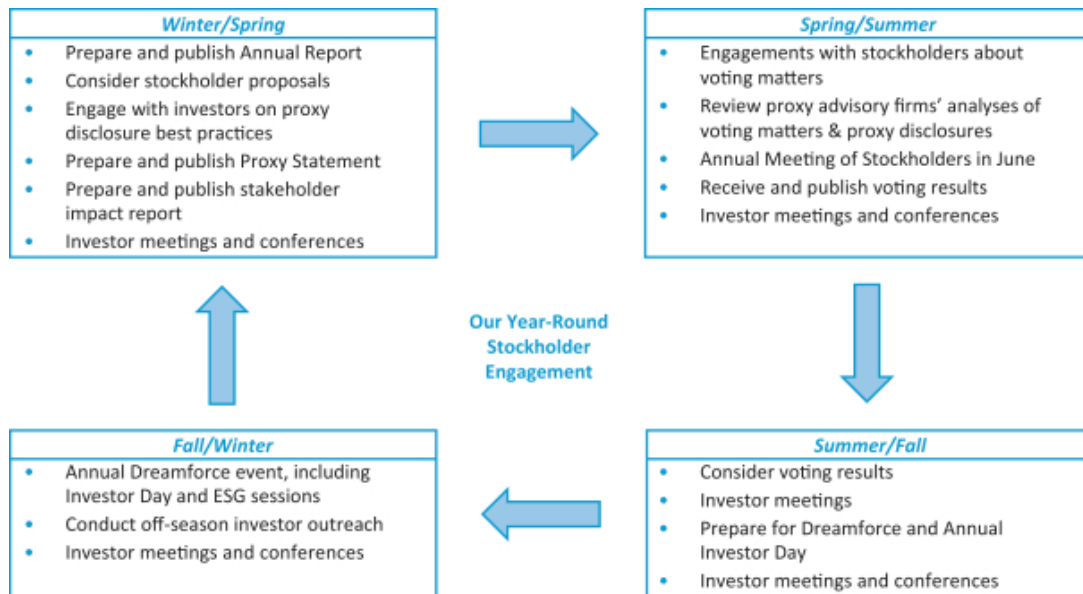 Winter/Spring
• Prepare and publish Annual Report
• Consider stockholder proposals
• Engage with investors on proxy
disclosure best practices
• Prepare and publish Proxy Statement
• Prepare and publish stakeholder
impact report
• Investor meetings and conferences
Spring/Summer
• Engagements with stockholders about
voting matters
• Review proxy advisory firms’ analyses of
voting matters & proxy disclosures
• Annual Meeting of Stockholders in June
• Receive and publish voting results
• Investor meetings and conferences
Our Year-Round
Stockholder
Engagement
Fall/Winter
• Annual Dreamforce event, including
Investor Day and ESG sessions
• Conduct off-season investor outreach
• Investor meetings and conferences
Summer/Fall
• Consider voting results
• Investor meetings
• Prepare for Dreamforce and Annual
Investor Day
• Investor meetings and conferences